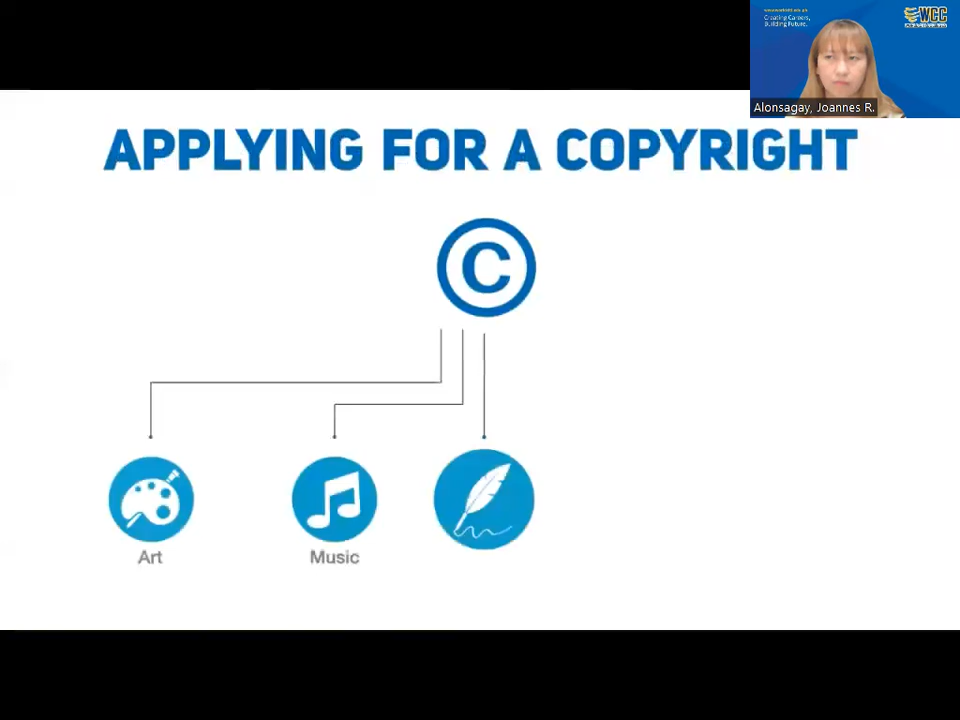 Creating Careers,
Building Future.
WCC
Alonsagay, Joannes R.
APPLYING FOR A COPYRIGHT
©
Art
Music